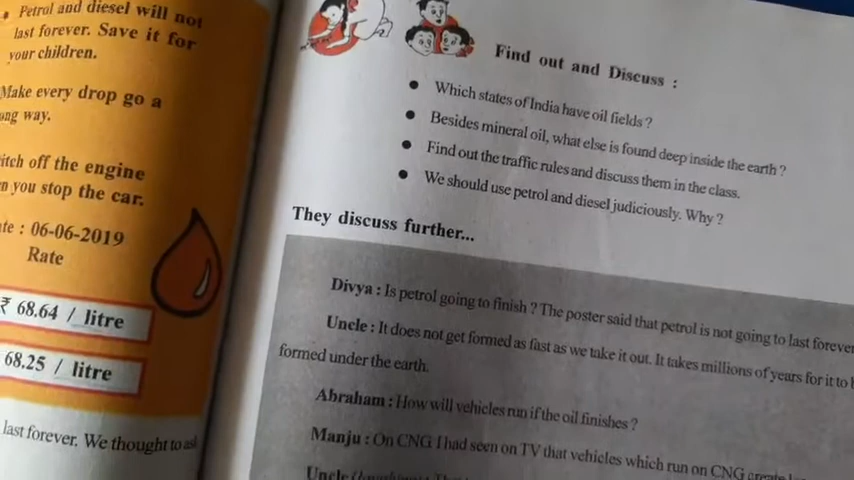 • Petrol and diesel will not
last forever. Save it for
your children.
Make every drop go a
way.
off the engine
you stop the car.
06-06-2019
Rate
₹ 68.64 / litre
68.25 / litre
last forever. We thought to ask
Find out and Discuss :
● Which states of India have oil fields ?
● Besides mineral oil, what else is found deep inside the earth ?
● Find out the traffic rules and discuss them in the class.
● We should use petrol and diesel judiciously. Why ?
They discuss further...
Divya : Is petrol going to finish ? The poster said that petrol is not going to last forever
Uncle : It does not get formed as fast as we take it out. It takes millions of years for it to
formed under the earth.
Abraham : How will vehicles run if the oil finishes ?
Manju : On CNG. I had seen on TV that vehicles which run on CNG create
Uncle